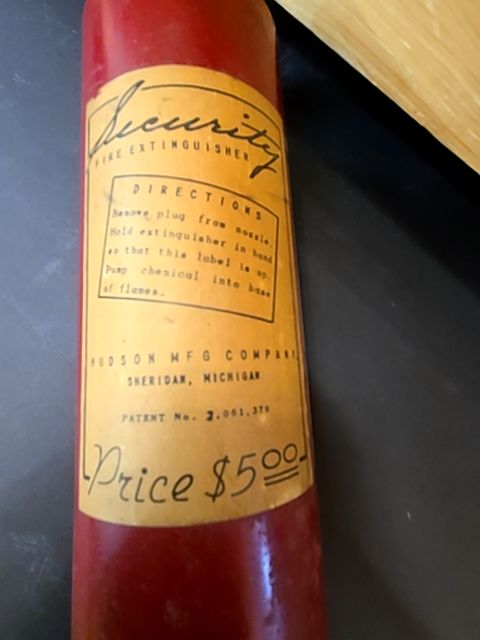 Security
FIRE EXTINGUISHER
DIRECTIONS
Remove plug from nozzle.
Hold extinguisher in hand
so that this label is up.
Pump chemical into base
of flames.
HUDSON MFG COMPANY
SHERIDAN, MICHIGAN
PATENT No. 2,061,379
Price $5.00